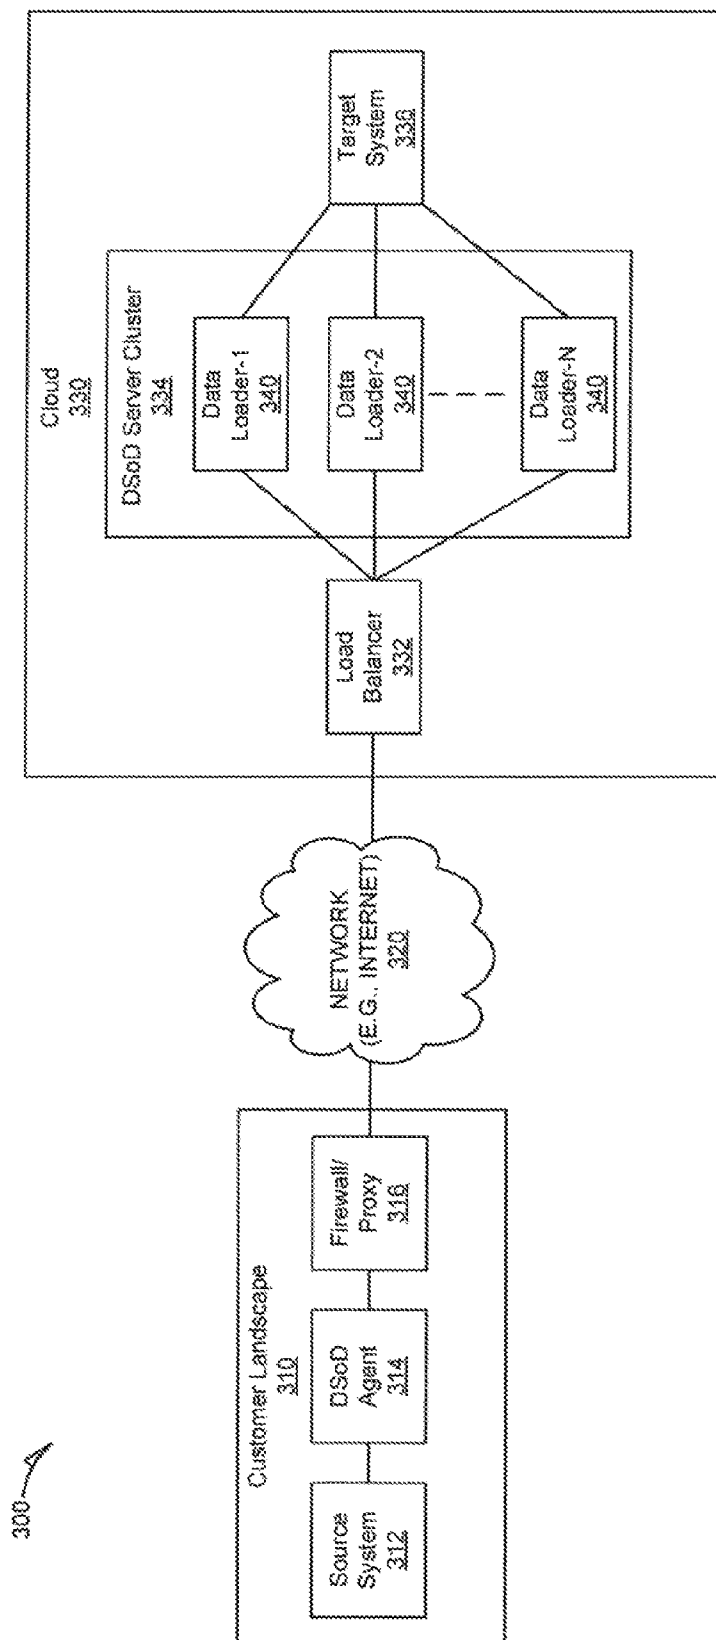 300
Customer Landscape
310
Source
System
312
DSoD
Agent
314
Firewall/
Proxy
316
NETWORK
(E.G., INTERNET)
320
Cloud
330
Load
Balancer
332
DSoD Server Cluster
334
Data
Loader-1
340
Data
Loader-2
340
Data
Loader-N
340
Target
System
336